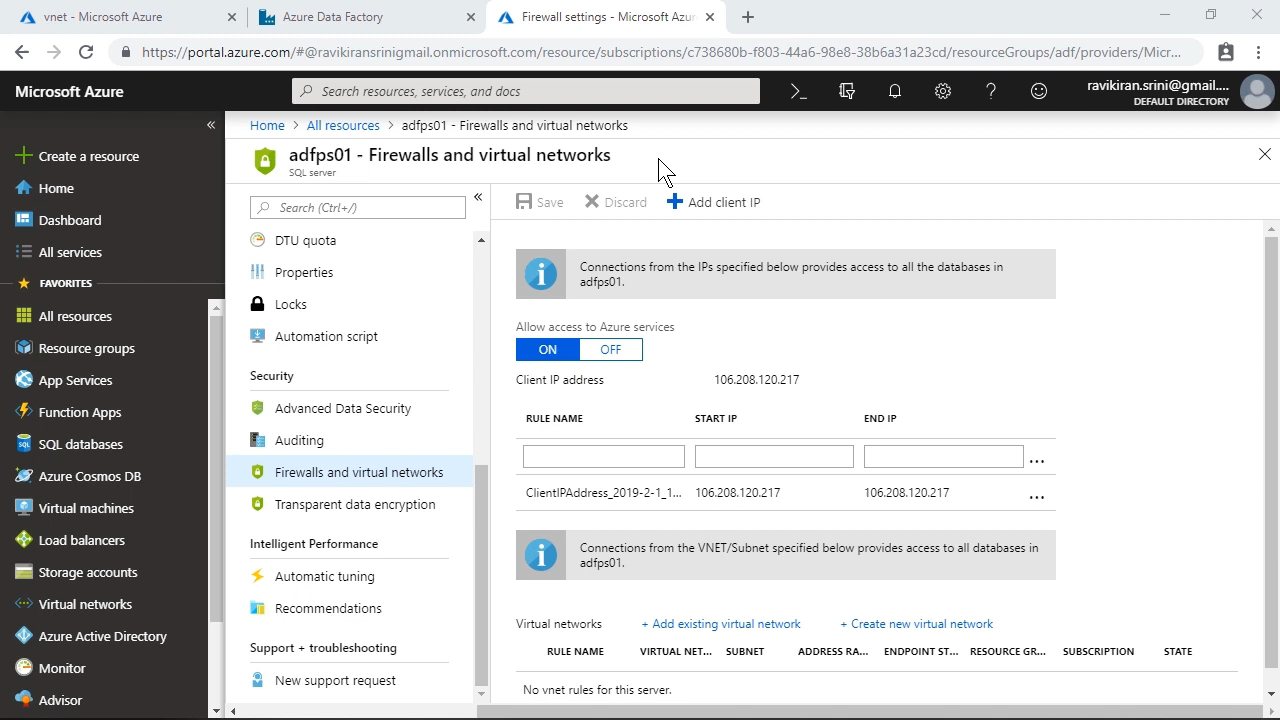 vnet - Microsoft Azure
Azure Data Factory
Firewall settings - Microsoft Azu
https://portal.azure.com/#@ravikiransrinigmail.onmicrosoft.com/resource/subscriptions/c738680b-f803-44a6-98e8-38b6a31a23cd/resourceGroups/adf/providers/Micr...
Microsoft Azure
Search resources, services, and docs
ravikiran.srini@gmail....
DEFAULT DIRECTORY
Home > All resources > adfps01 - Firewalls and virtual networks
adfps01 - Firewalls and virtual networks
SQL server
Create a resource
Home
Dashboard
All services
FAVORITES
All resources
Resource groups
App Services
Function Apps
SQL databases
Azure Cosmos DB
Virtual machines
Load balancers
Storage accounts
Virtual networks
Azure Active Directory
Monitor
Advisor
Search (Ctrl+/)
DTU quota
Properties
Locks
Automation script
Security
Advanced Data Security
Auditing
Firewalls and virtual networks
Transparent data encryption
Intelligent Performance
Automatic tuning
Recommendations
Support + troubleshooting
New support request
Save Discard Add client IP
Connections from the IPs specified below provides access to all the databases in
adfps01.
Allow access to Azure services
ON OFF
Client IP address 106.208.120.217
RULE NAME START IP END IP
...
ClientIPAddress_2019-2-1_1... 106.208.120.217 106.208.120.217 ...
Connections from the VNET/Subnet specified below provides access to all databases in
adfps01.
Virtual networks + Add existing virtual network + Create new virtual network
RULE NAME VIRTUAL NET... SUBNET ADDRESS RA... ENDPOINT ST... RESOURCE GR... SUBSCRIPTION STATE
No vnet rules for this server.